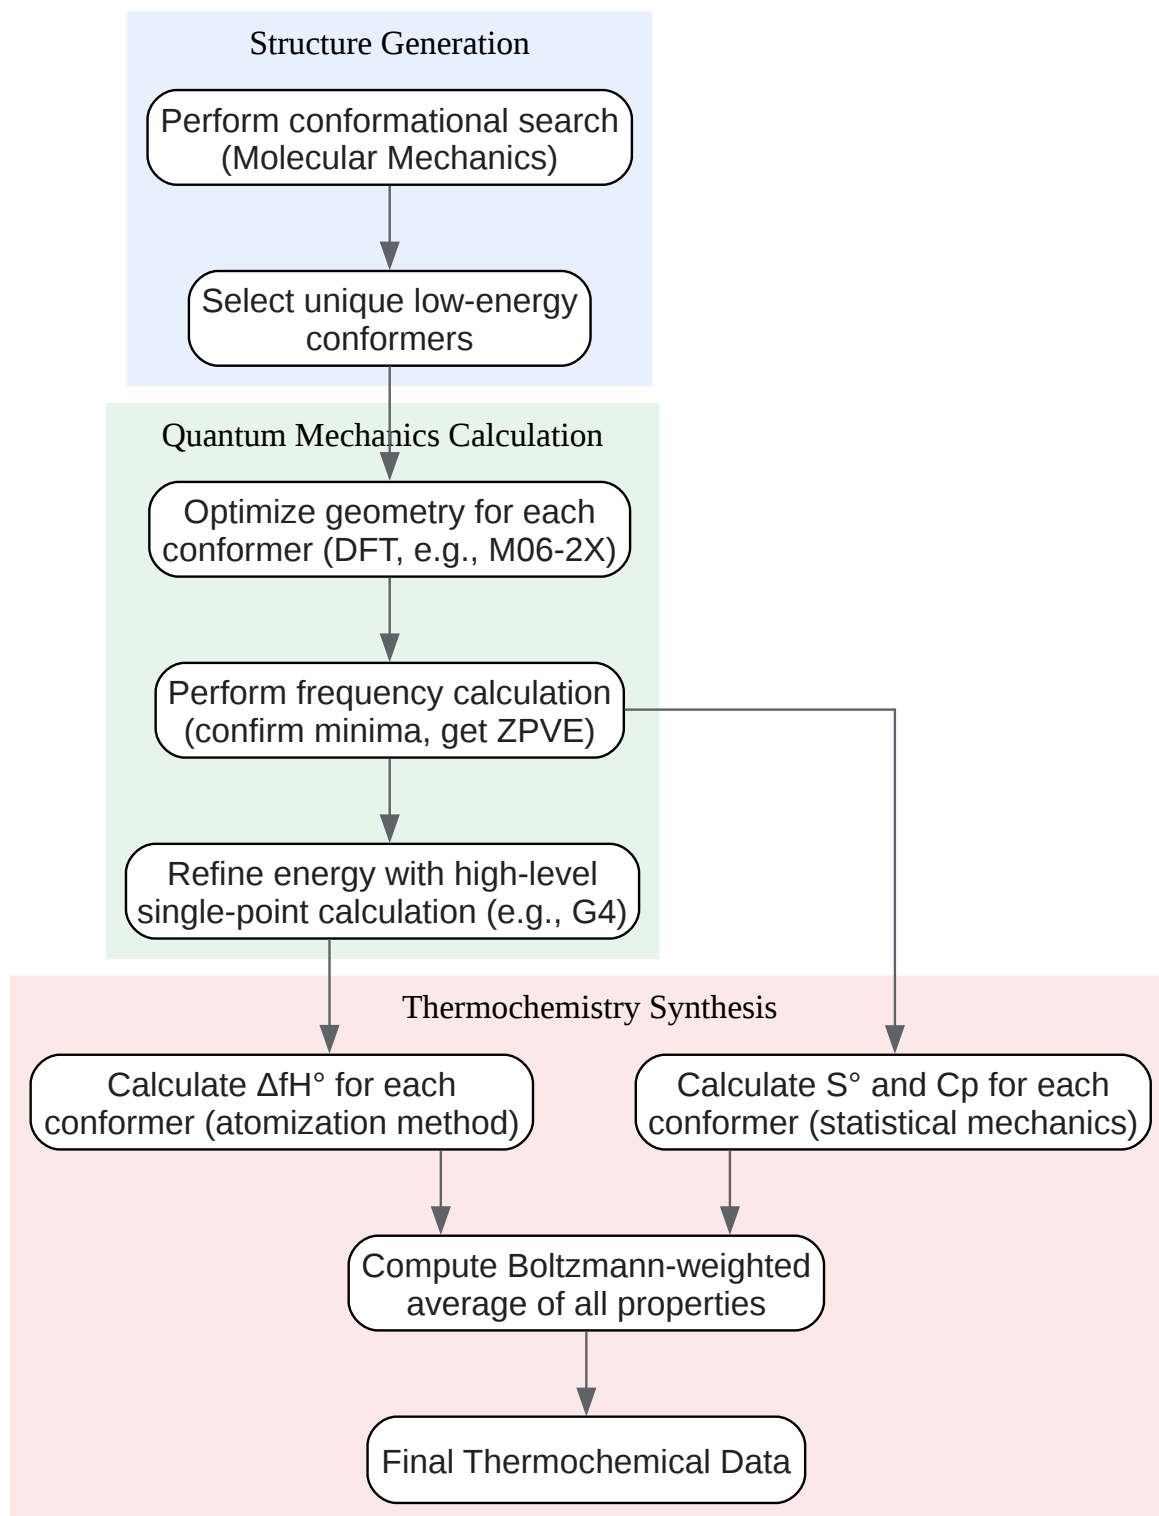 Structure Generation
Perform conformational search
(Molecular Mechanics)
Select unique low-energy
conformers
Quantum Mechanics Calculation
Optimize geometry for each
conformer (DFT, e.g., M06-2X)
Perform frequency calculation
(confirm minima, get ZPVE)
Refine energy with high-level
single-point calculation (e.g., G4)
Thermochemistry Synthesis
Calculate ΔfH° for each
conformer (atomization method)
Calculate S° and Cp for each
conformer (statistical mechanics)
Compute Boltzmann-weighted
average of all properties
Final Thermochemical Data